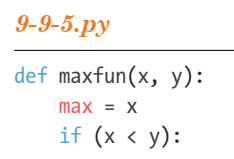 9-9-5.py
def maxfun(x, y):
    max = x
    if (x < y):